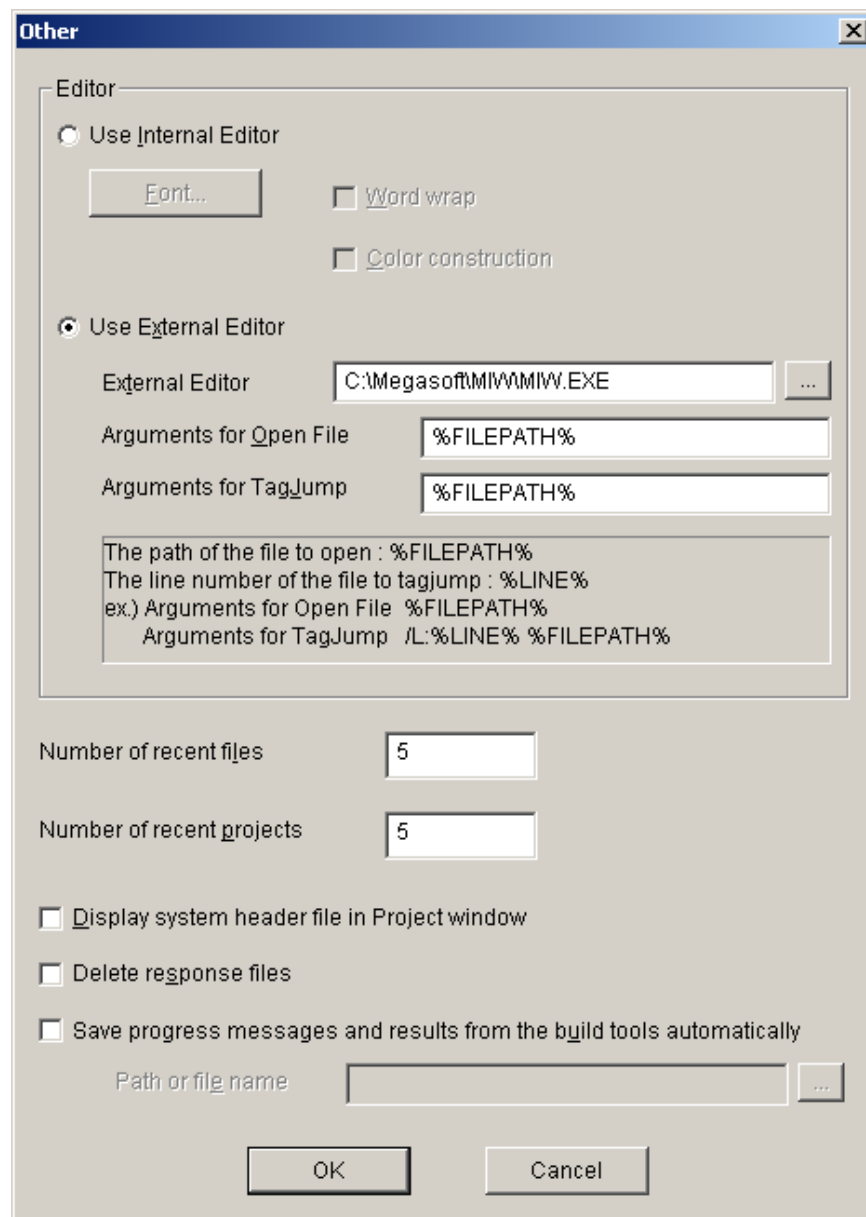 Other
Editor
Use Internal Editor
Font...
Word wrap
Color construction
Use External Editor
External Editor
C:\Megasoft\MIW\MIW.EXE
...
Arguments for Open File
%FILEPATH%
Arguments for TagJump
%FILEPATH%
The path of the file to open : %FILEPATH%
The line number of the file to tagjump : %LINE%
ex.) Arguments for Open File %FILEPATH%
Arguments for TagJump /L:%LINE% %FILEPATH%
Number of recent files
5
Number of recent projects
5
Display system header file in Project window
Delete response files
Save progress messages and results from the build tools automatically
Path or file name
...
OK
Cancel